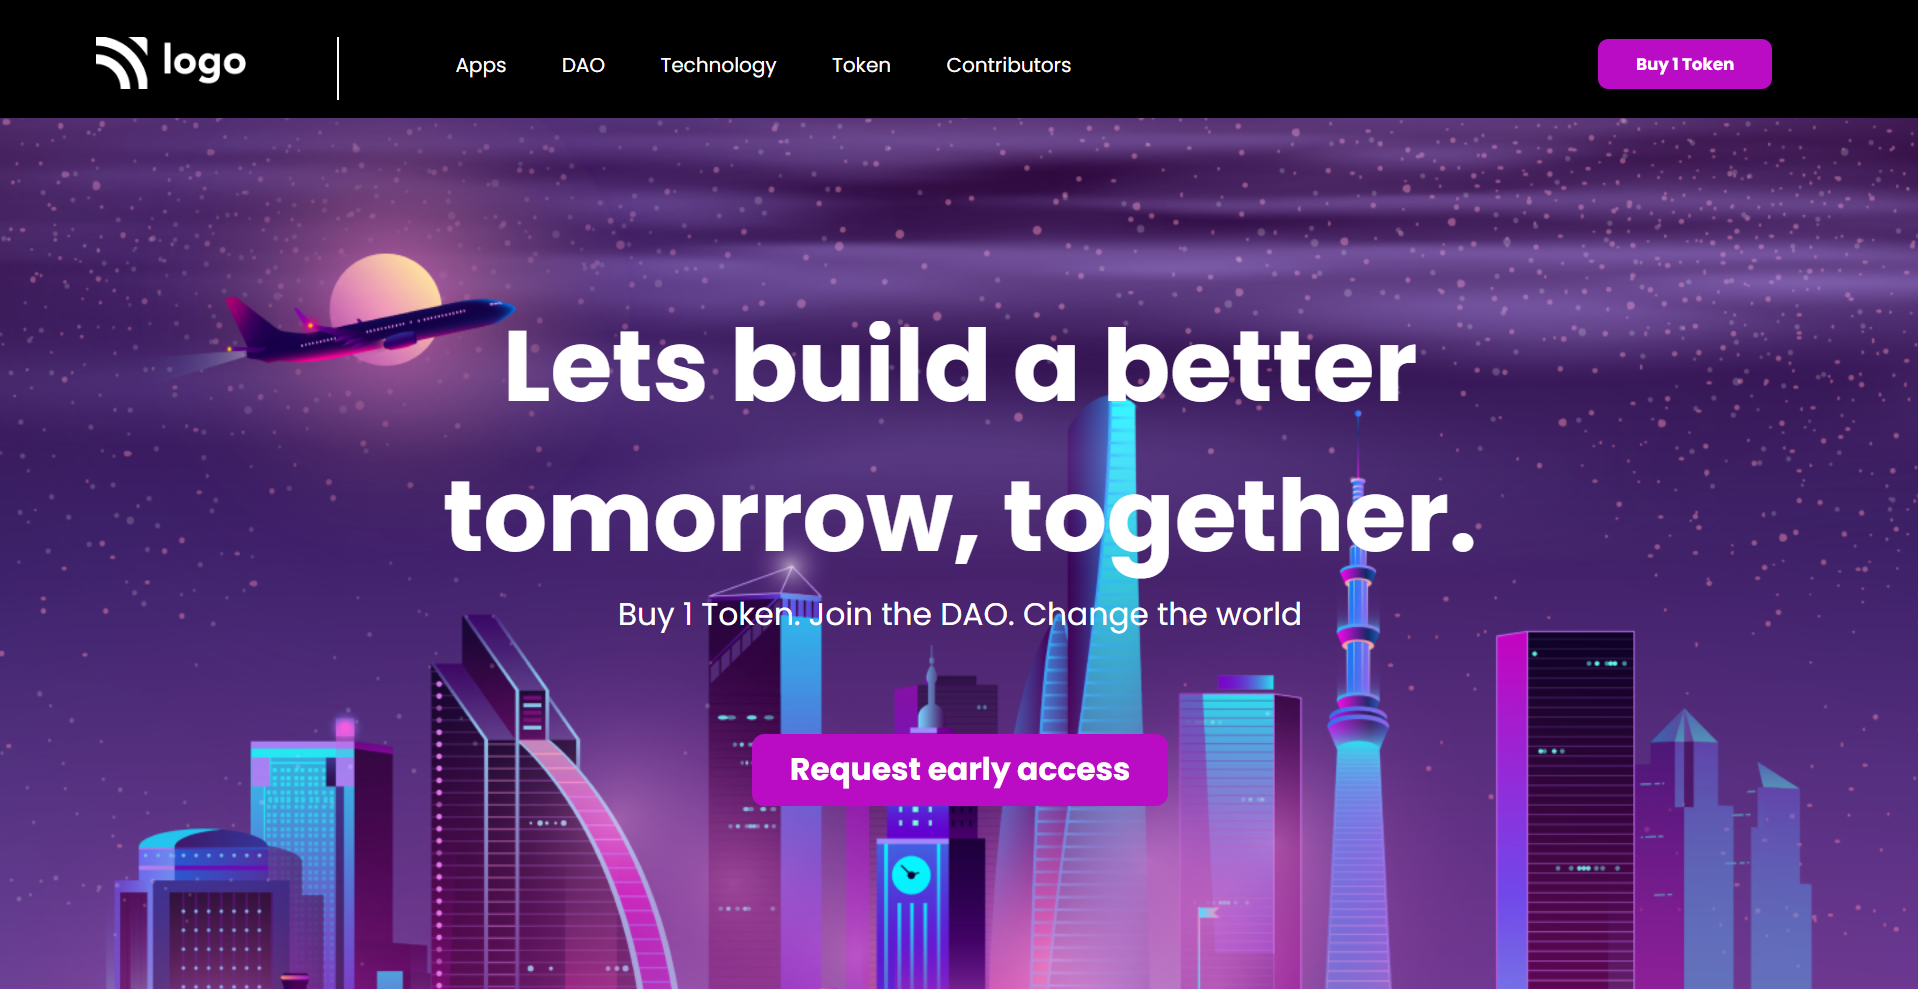 logo
Apps
DAO
Technology
Token
Contributors
Buy 1 Token
Lets build a better
tomorrow, together.
Buy 1 Token. Join the DAO. Change the world
Request early access